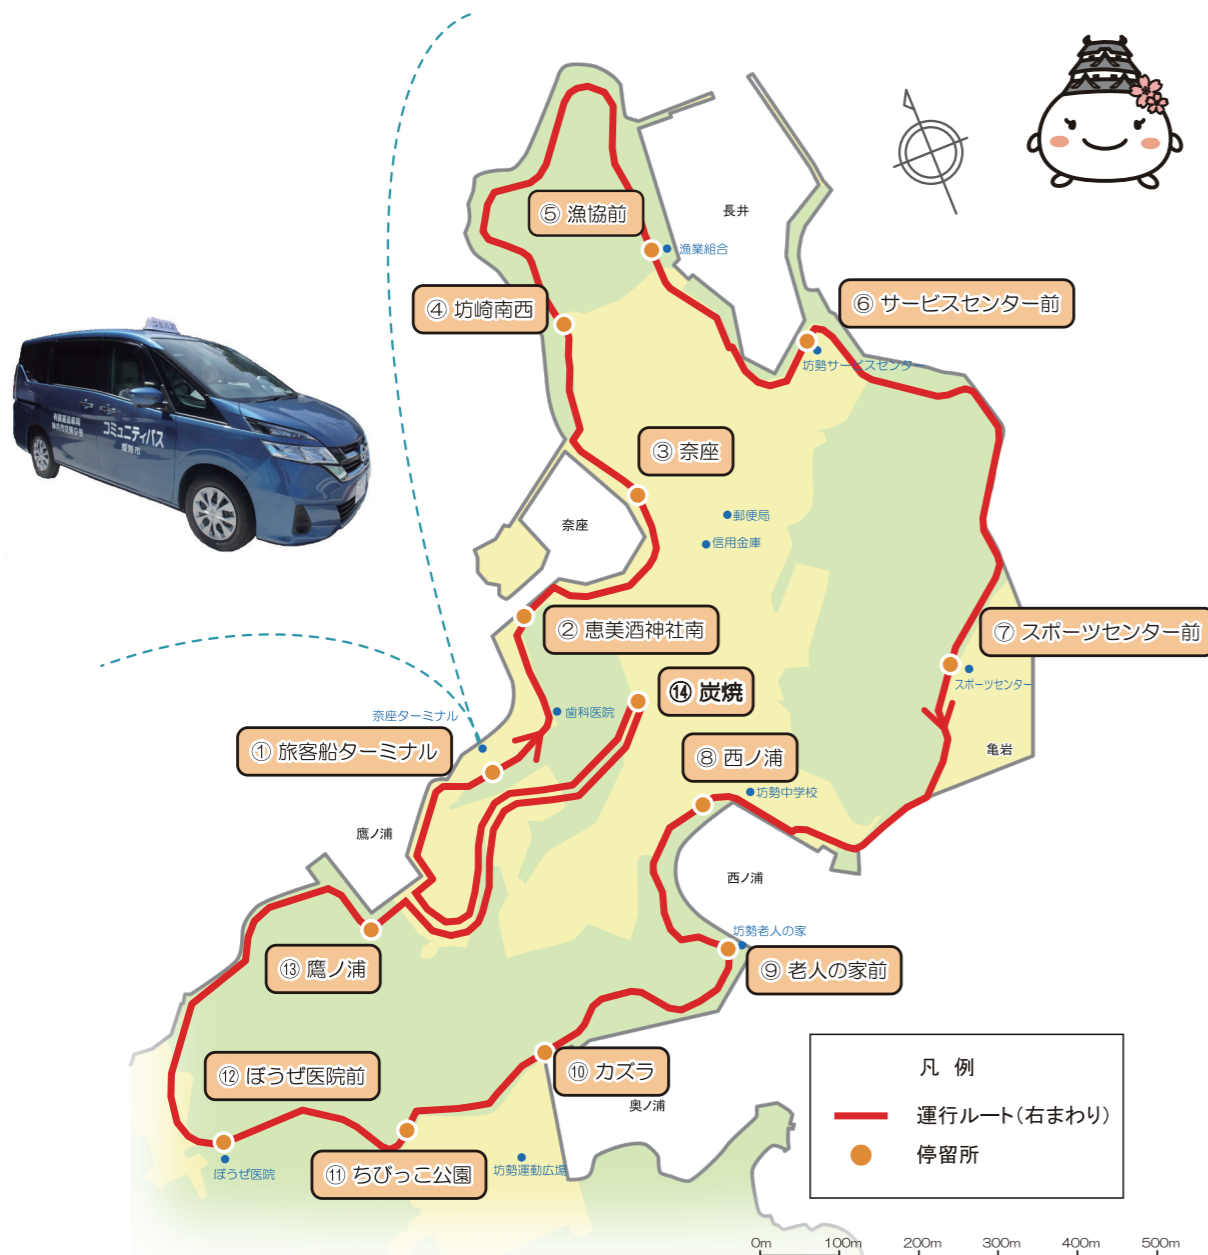 ⑤ 漁協前
長井
漁業組合
④ 坊崎南西
⑥ サービスセンター前
坊勢サービスセンタ
コミバス
コミュニティバス
姫路市
③ 奈座
郵便局
奈座
信用金庫
② 恵美酒神社南
⑦ スポーツセンター前
スポーツセンター
⑭ 炭焼
歯科医院
奈座ターミナル
① 旅客船ターミナル
⑧ 西ノ浦
亀岩
坊勢中学校
鷹ノ浦
西ノ浦
坊勢老人の家
⑬ 鷹ノ浦
⑨ 老人の家前
⑫ ぼうぜ医院前
⑩ カズラ
奥ノ浦
ぼうぜ医院
⑪ ちびっこ公園
坊勢運動広場
凡 例
運行ルート(右まわり)
停留所
0m 100m 200m 300m 400m 500m